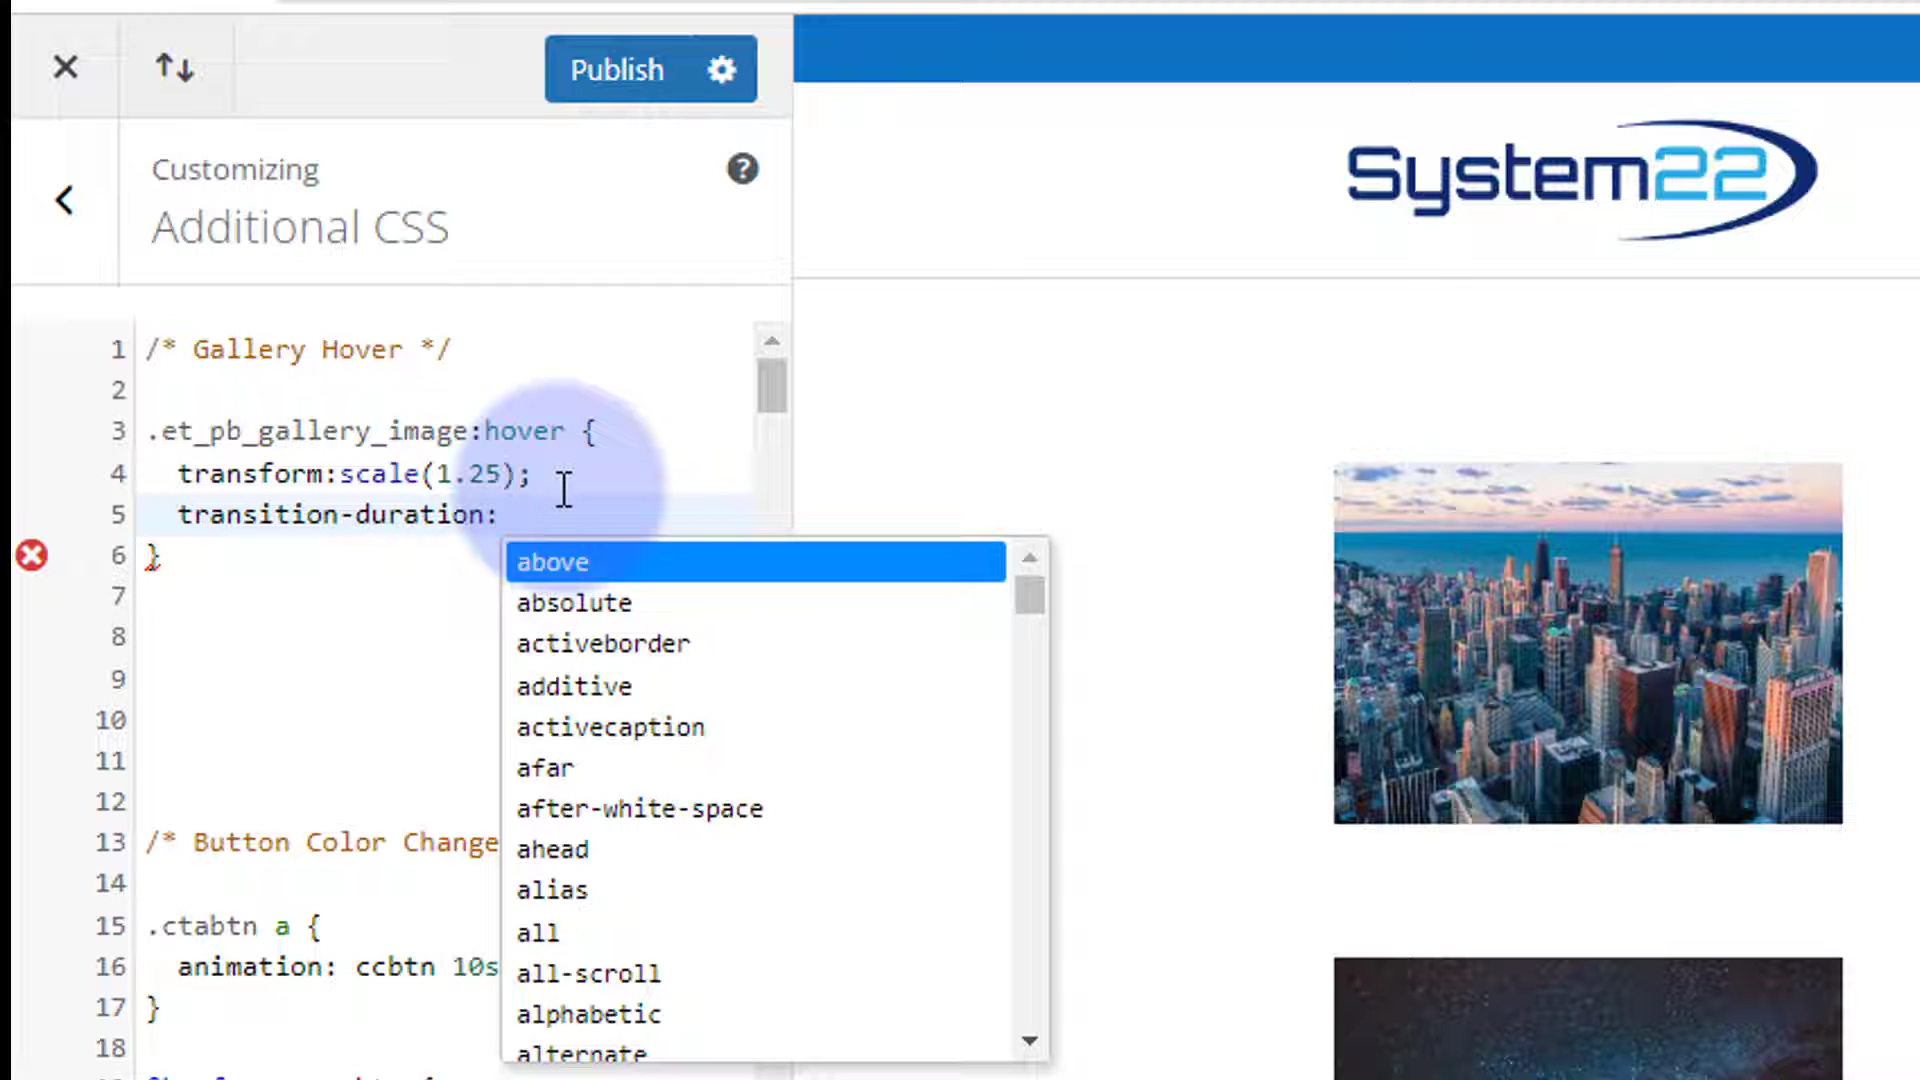 Publish
Customizing
Additional CSS
System22
1 /* Gallery Hover */
2
3 .et_pb_gallery_image:hover {
4 transform:scale(1.25);
5 transition-duration:
6 }
7
8
9
10
11
12
13 /* Button Color Change
14
15 .ctabtn a {
16 animation: ccbtn 10s
17 }
18
above
absolute
activeborder
additive
activecaption
afar
after-white-space
ahead
alias
all
all-scroll
alphabetic
alternate